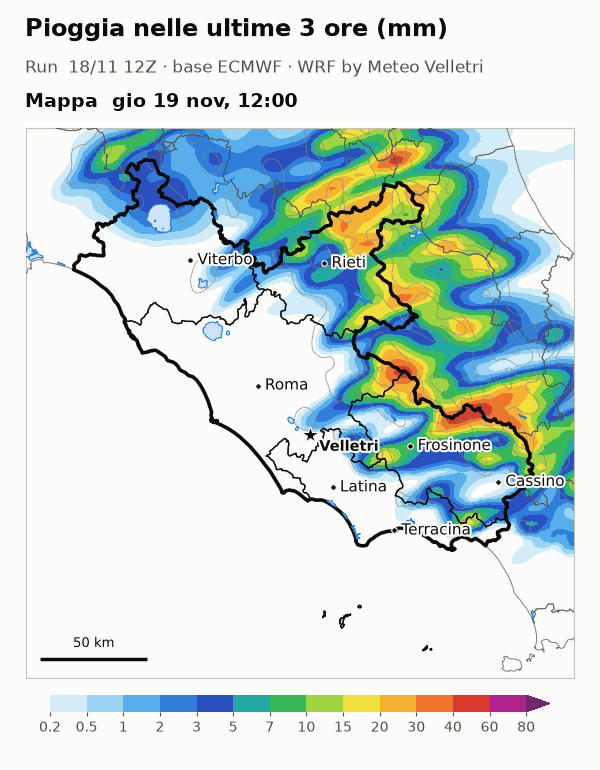 Pioggia nelle ultime 3 ore (mm)
Run 18/11 12Z · base ECMWF · WRF by Meteo Velletri
Mappa gio 19 nov, 12:00
Viterbo
Rieti
Roma
Velletri
Frosinone
Cassino
Latina
Terracina
50 km
0.2 0.5 1 2 3 5 7 10 15 20 30 40 60 80